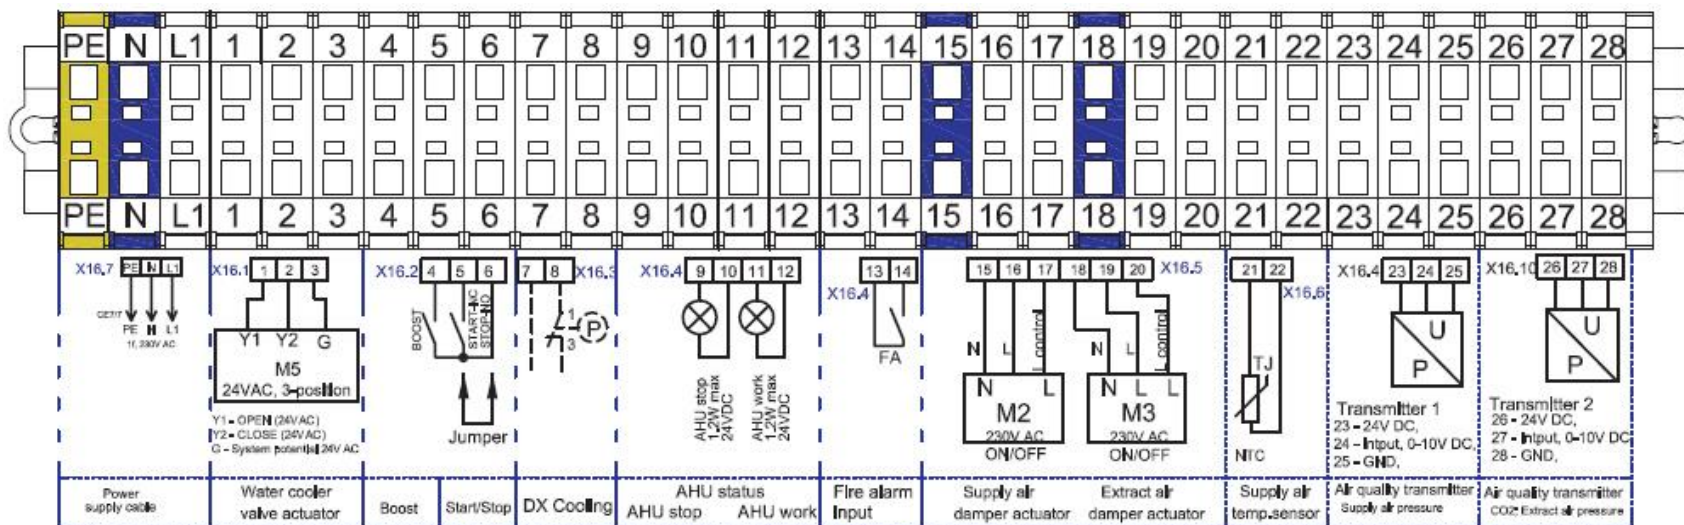 PE N L1 1 2 3 4 5 6 7 8 9 10 11 12 13 14 15 16 17 18 19 20 21 22 23 24 25 26 27 28
PE N L1 1 2 3 4 5 6 7 8 9 10 11 12 13 14 15 16 17 18 19 20 21 22 23 24 25 26 27 28
X16.7 PE N L1
PE N L1
1f, 230V AC
Power
supply cable
X16.1 1 2 3
Y1 Y2 G
M5
24VAC, 3-position
Y1 - OPEN (24VAC)
Y2 - CLOSE (24VAC)
G - System potential 24V AC
Water cooler
valve actuator
X16.2 4 5 6
BOOST
START-NC
STOP-NO
Jumper
Boost
Start/Stop
7 8 X16.3
1
P
3
DX Cooling
X16.4 9 10 11 12
AHU stop
1,2W max
24VDC
AHU work
1,2W max
24VDC
AHU status
AHU stop AHU work
13 14
X16.4
FA
Fire alarm
Input
15 16 17 18 19 20 X16.5
N L L control
N L L control
N L
M2
230V AC
ON/OFF
N L L
M3
230V AC
ON/OFF
Supply air
damper actuator
Extract air
damper actuator
21 22
X16.6
TJ
NTC
Supply air
temp.sensor
X16.4 23 24 25
U
P
Transmitter 1
23 - 24V DC,
24 - Intput, 0-10V DC,
25 - GND,
Air quality transmitter
Supply air pressure
X16.10 26 27 28
U
P
Transmitter 2
26 - 24V DC,
27 - Intput, 0-10V DC
28 - GND,
Air quality transmitter
CO2: Extract air pressure